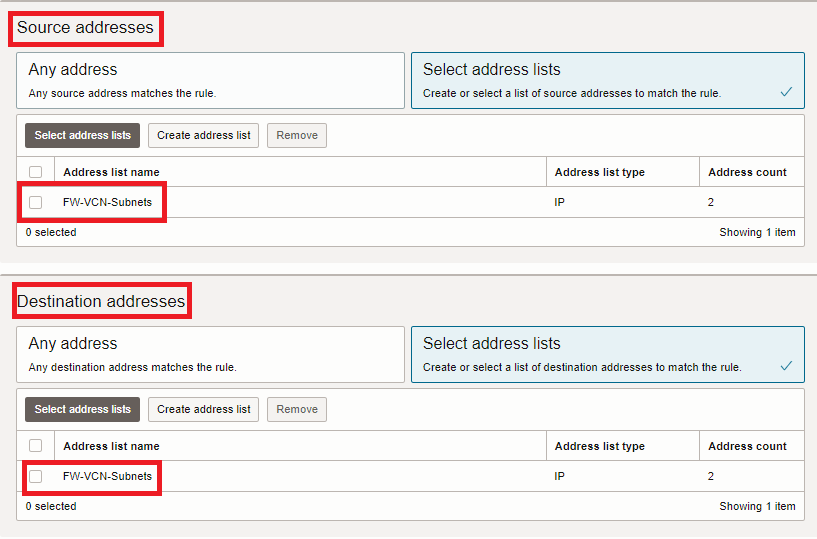 Source addresses
Any address
Any source address matches the rule.
Select address lists
Create or select a list of source addresses to match the rule.
Select address lists Create address list Remove
Address list name Address list type Address count
FW-VCN-Subnets IP 2
0 selected Showing 1 item
Destination addresses
Any address
Any destination address matches the rule.
Select address lists
Create or select a list of destination addresses to match the rule.
Select address lists Create address list Remove
Address list name Address list type Address count
FW-VCN-Subnets IP 2
0 selected Showing 1 item